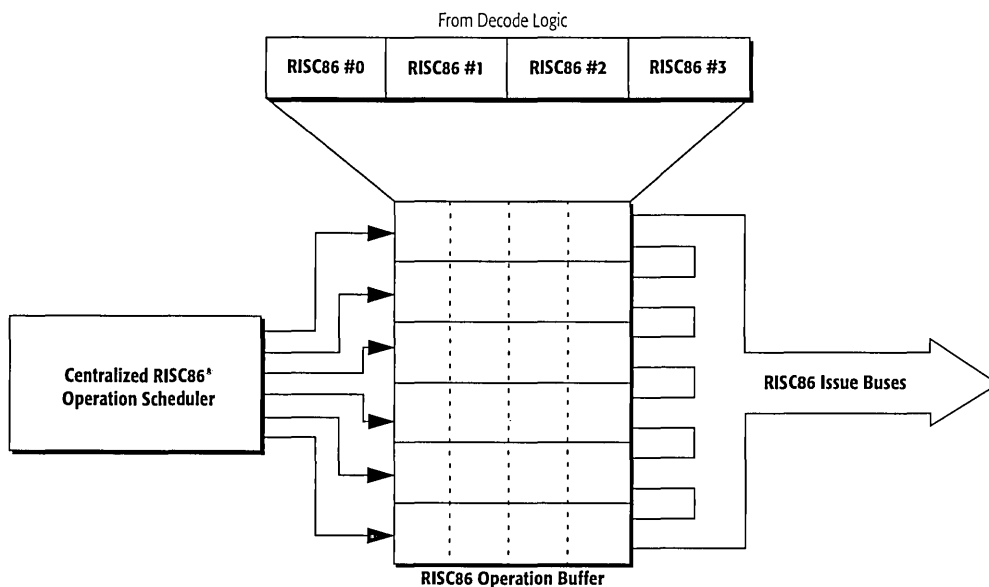 From Decode Logic
RISC86 #0 RISC86 #1 RISC86 #2 RISC86 #3
Centralized RISC86®
Operation Scheduler
RISC86 Issue Buses
RISC86 Operation Buffer